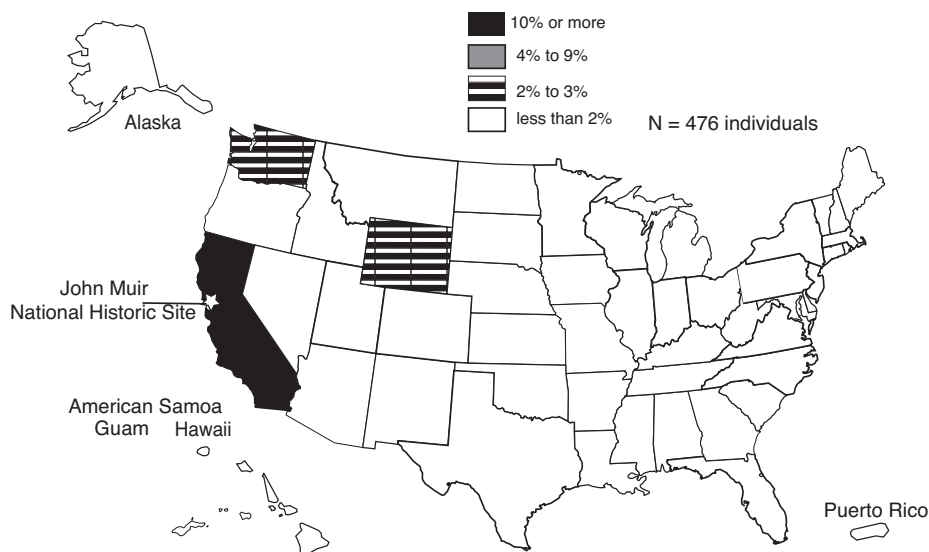 10% or more
4% to 9%
2% to 3%
less than 2%
N = 476 individuals
Alaska
John Muir
National Historic Site
American Samoa
Guam Hawaii
Puerto Rico